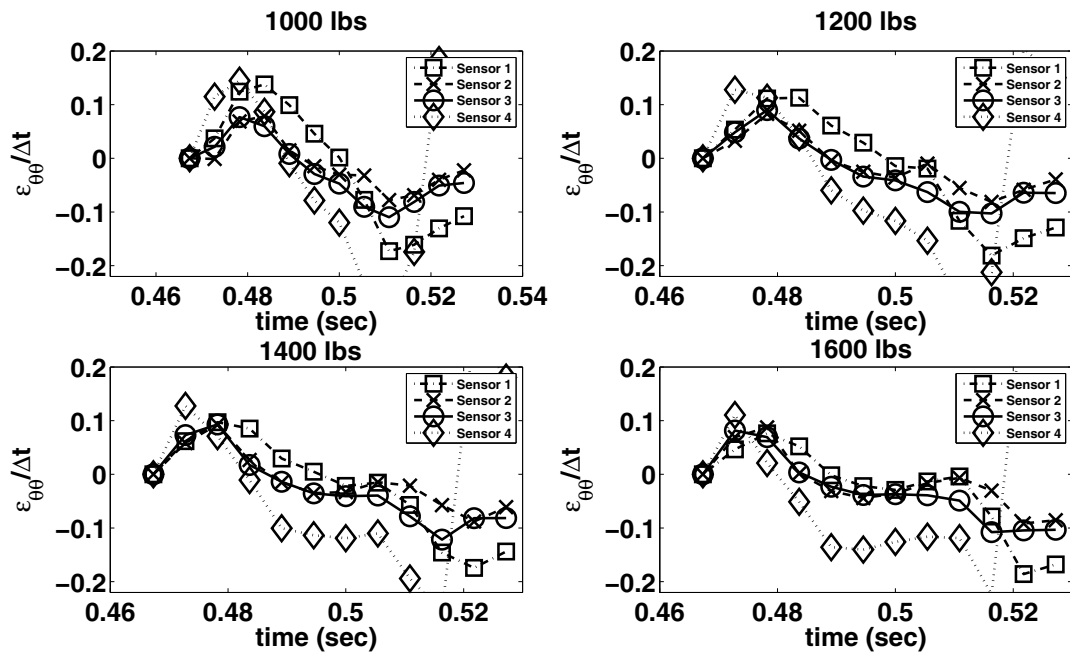 1000 lbs
0.2
0.1
0
−0.1
−0.2
ε_θθ/Δt
0.46
0.48
0.5
0.52
0.54
time (sec)
Sensor 1
Sensor 2
Sensor 3
Sensor 4
1200 lbs
0.2
0.1
0
−0.1
−0.2
ε_θθ/Δt
0.46
0.48
0.5
0.52
time (sec)
Sensor 1
Sensor 2
Sensor 3
Sensor 4
1400 lbs
0.2
0.1
0
−0.1
−0.2
ε_θθ/Δt
0.46
0.48
0.5
0.52
time (sec)
Sensor 1
Sensor 2
Sensor 3
Sensor 4
1600 lbs
0.2
0.1
0
−0.1
−0.2
ε_θθ/Δt
0.46
0.48
0.5
0.52
time (sec)
Sensor 1
Sensor 2
Sensor 3
Sensor 4